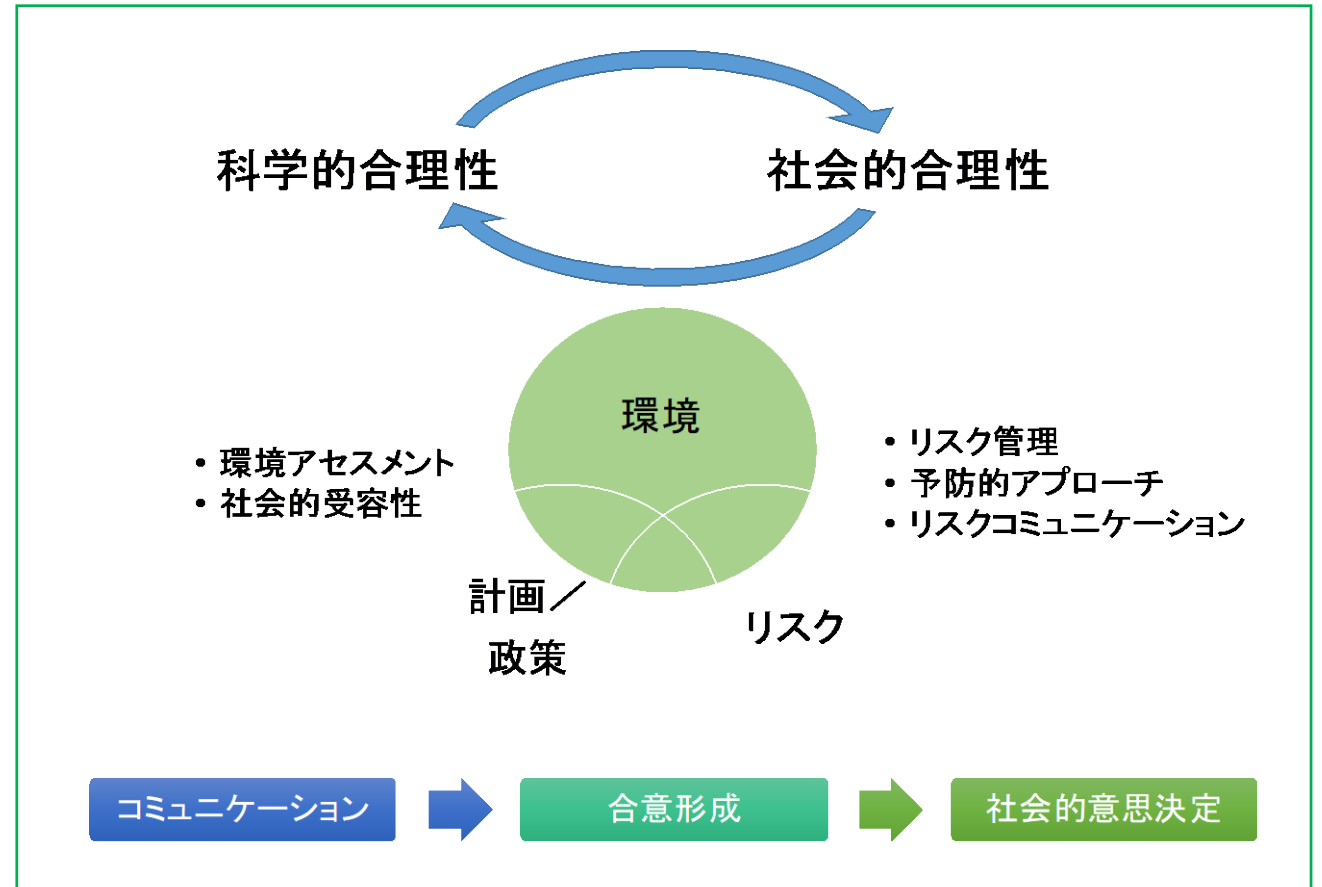 科学的合理性
社会的合理性
環境
・環境アセスメント
・社会的受容性
・リスク管理
・予防的アプローチ
・リスクコミュニケーション
計画／
政策
リスク
コミュニケーション
合意形成
社会的意思決定